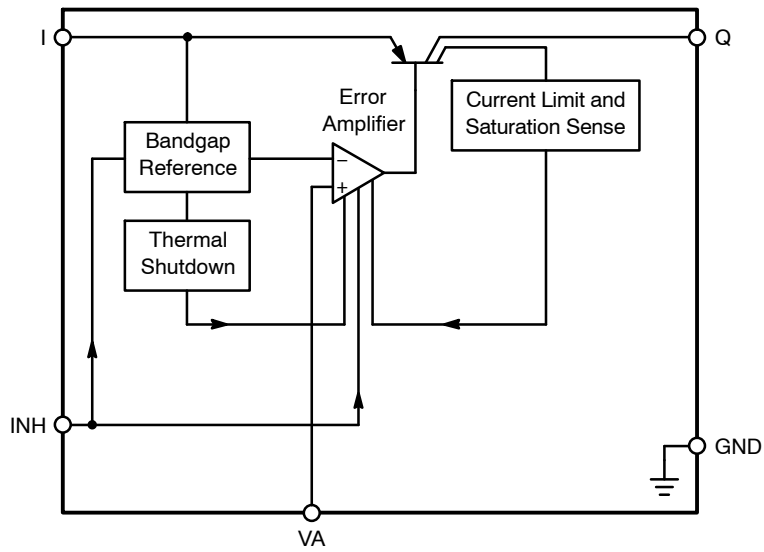 I
Q
Error
Amplifier
Current Limit and
Saturation Sense
Bandgap
Reference
−
+
Thermal
Shutdown
INH
GND
VA